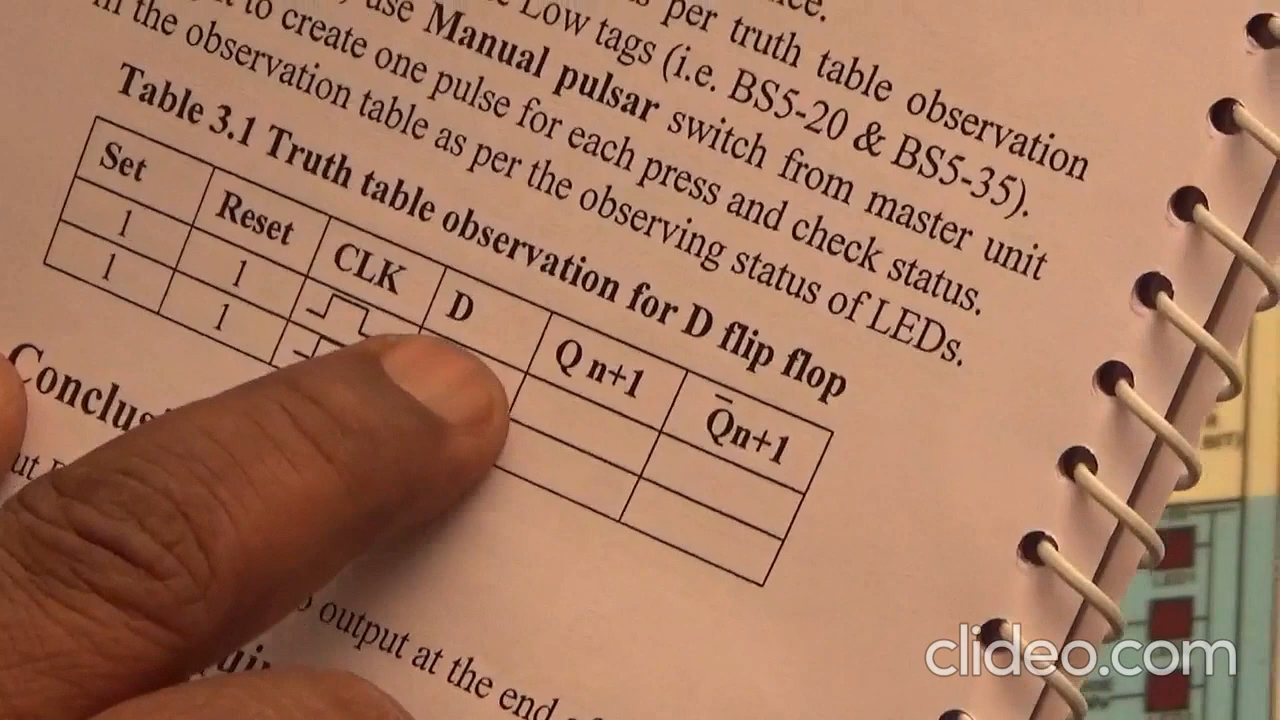 per truth table observation
Low tags (i.e. BS5-20 & BS5-35).
use Manual pulsar switch from master unit
to create one pulse for each press and check status.
the observation table as per the observing status of LEDs.
Table 3.1 Truth table observation for D flip flop
Set Reset CLK D Q n+1 Q̅n+1
1 1
1 1
output at the end
clideo.com